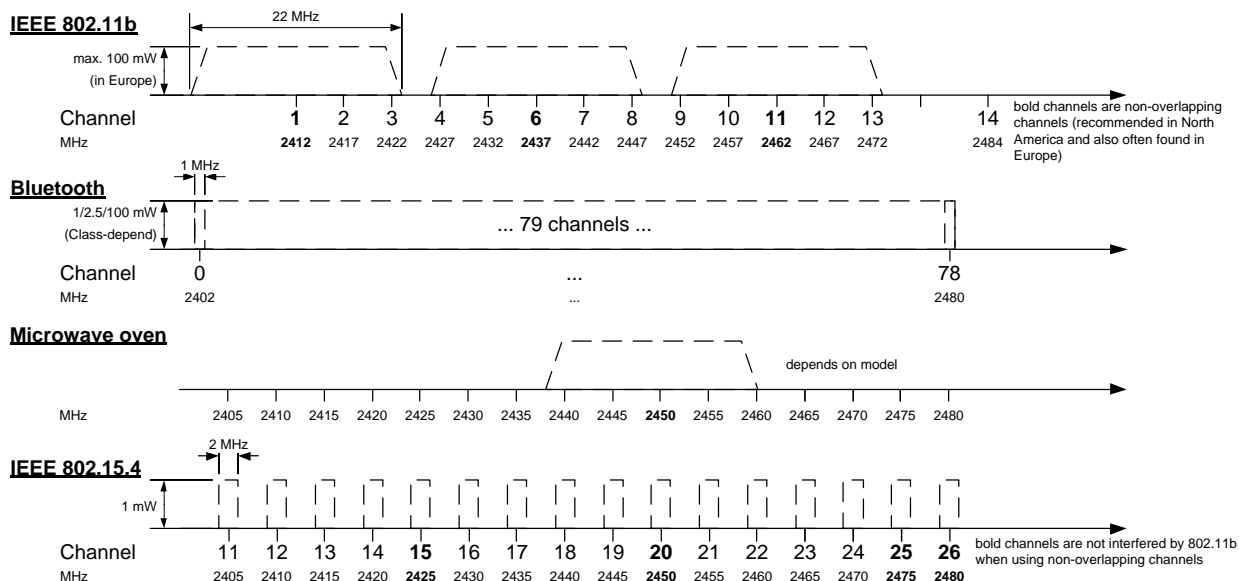 IEEE 802.11b
22 MHz
max. 100 mW
(in Europe)
Channel 1 2 3 4 5 6 7 8 9 10 11 12 13 14
MHz 2412 2417 2422 2427 2432 2437 2442 2447 2452 2457 2462 2467 2472 2484
bold channels are non-overlapping
channels (recommended in North
America and also often found in
Europe)
1 MHz
Bluetooth
1/2.5/100 mW
(Class-depend)
... 79 channels ...
Channel 0 ... 78
MHz 2402 ... 2480
Microwave oven
depends on model
MHz 2405 2410 2415 2420 2425 2430 2435 2440 2445 2450 2455 2460 2465 2470 2475 2480
2 MHz
IEEE 802.15.4
1 mW
Channel 11 12 13 14 15 16 17 18 19 20 21 22 23 24 25 26
MHz 2405 2410 2415 2420 2425 2430 2435 2440 2445 2450 2455 2460 2465 2470 2475 2480
bold channels are not interfered by 802.11b
when using non-overlapping channels